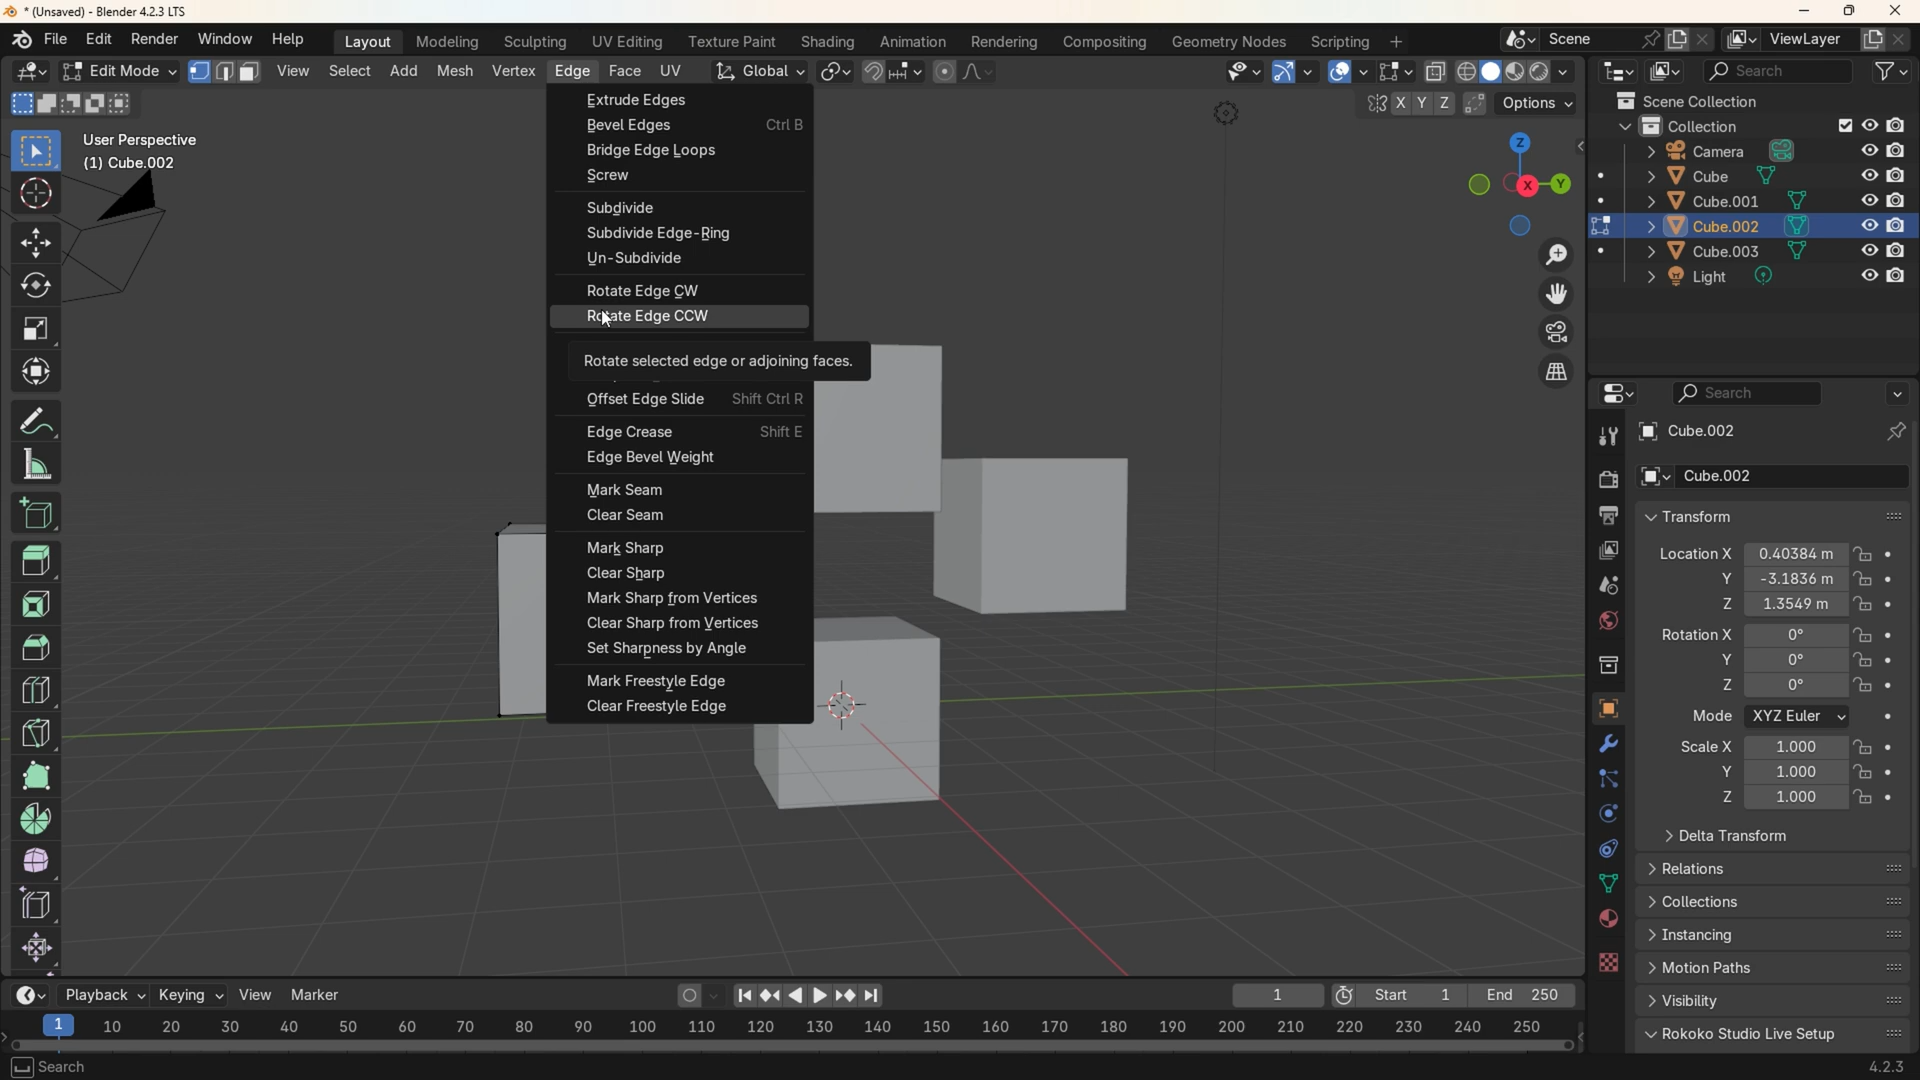 * (Unsaved) - Blender 4.2.3 LTS
File Edit Render Window Help Layout Modeling Sculpting UV Editing Texture Paint Shading Animation Rendering Compositing Geometry Nodes Scripting + Scene ViewLayer
Edit Mode View Select Add Mesh Vertex Edge Face UV Global Search
X Y Z Options
User Perspective
(1) Cube.002
Extrude Edges
Bevel Edges Ctrl B
Bridge Edge Loops
Screw
Subdivide
Subdivide Edge-Ring
Un-Subdivide
Rotate Edge CW
Rotate Edge CCW
Rotate selected edge or adjoining faces.
Offset Edge Slide Shift Ctrl R
Edge Crease Shift E
Edge Bevel Weight
Mark Seam
Clear Seam
Mark Sharp
Clear Sharp
Mark Sharp from Vertices
Clear Sharp from Vertices
Set Sharpness by Angle
Mark Freestyle Edge
Clear Freestyle Edge
Z
X
Y
Scene Collection
Collection
Camera
Cube
Cube.001
Cube.002
Cube.003
Light
Search
Cube.002
Cube.002
Transform
Location X 0.40384 m
Y -3.1836 m
Z 1.3549 m
Rotation X 0°
Y 0°
Z 0°
Mode XYZ Euler
Scale X 1.000
Y 1.000
Z 1.000
Delta Transform
Relations
Collections
Instancing
Motion Paths
Visibility
Rokoko Studio Live Setup
Playback Keying View Marker 1 Start 1 End 250
1 10 20 30 40 50 60 70 80 90 100 110 120 130 140 150 160 170 180 190 200 210 220 230 240 250
Search 4.2.3